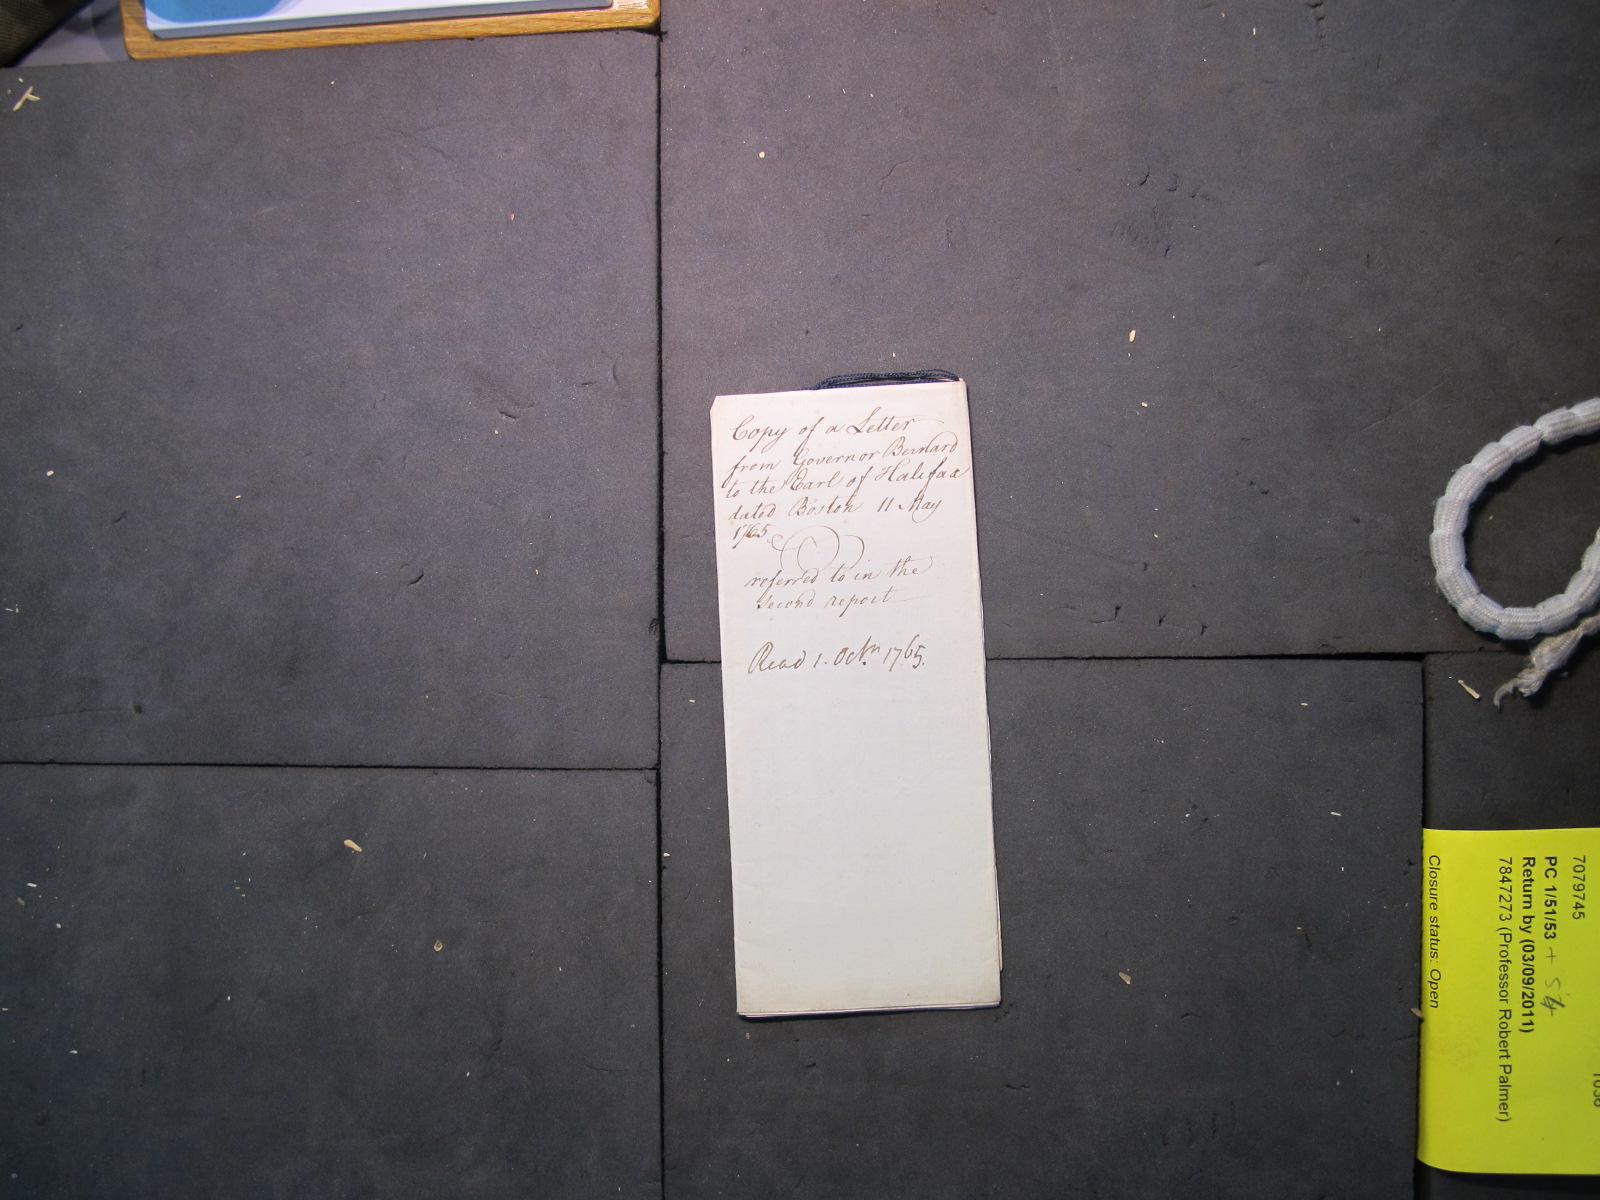 Copy of a Letter
from Governor Bernard
to the Earl of Halifax
dated Boston 11 May
1765
referred to in the
second report
Read 1. Octr. 1765.
7079745
PC 1/51/53 + 54
Return by (03/09/2011)
7847273 (Professor Robert Palmer)
Closure status: Open